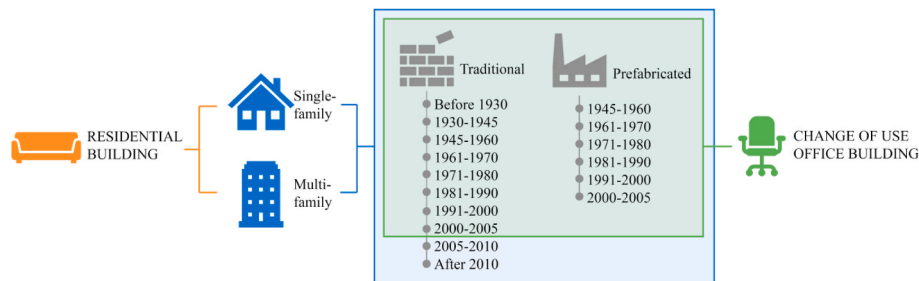 RESIDENTIAL
BUILDING
Single-
family
Multi-
family
Traditional
Before 1930
1930-1945
1945-1960
1961-1970
1971-1980
1981-1990
1991-2000
2000-2005
2005-2010
After 2010
Prefabricated
1945-1960
1961-1970
1971-1980
1981-1990
1991-2000
2000-2005
CHANGE OF USE
OFFICE BUILDING